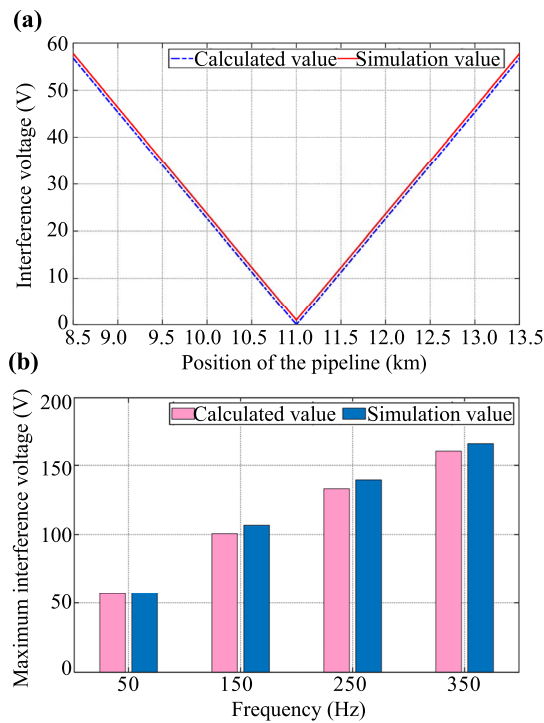 (a)
Interference voltage (V)
60
50
40
30
20
10
0
Calculated value
Simulation value
8.5 9.0 9.5 10.0 10.5 11.0 11.5 12.0 12.5 13.0 13.5
Position of the pipeline (km)
(b)
Maximum interference voltage (V)
200
150
100
50
0
Calculated value
Simulation value
50 150 250 350
Frequency (Hz)